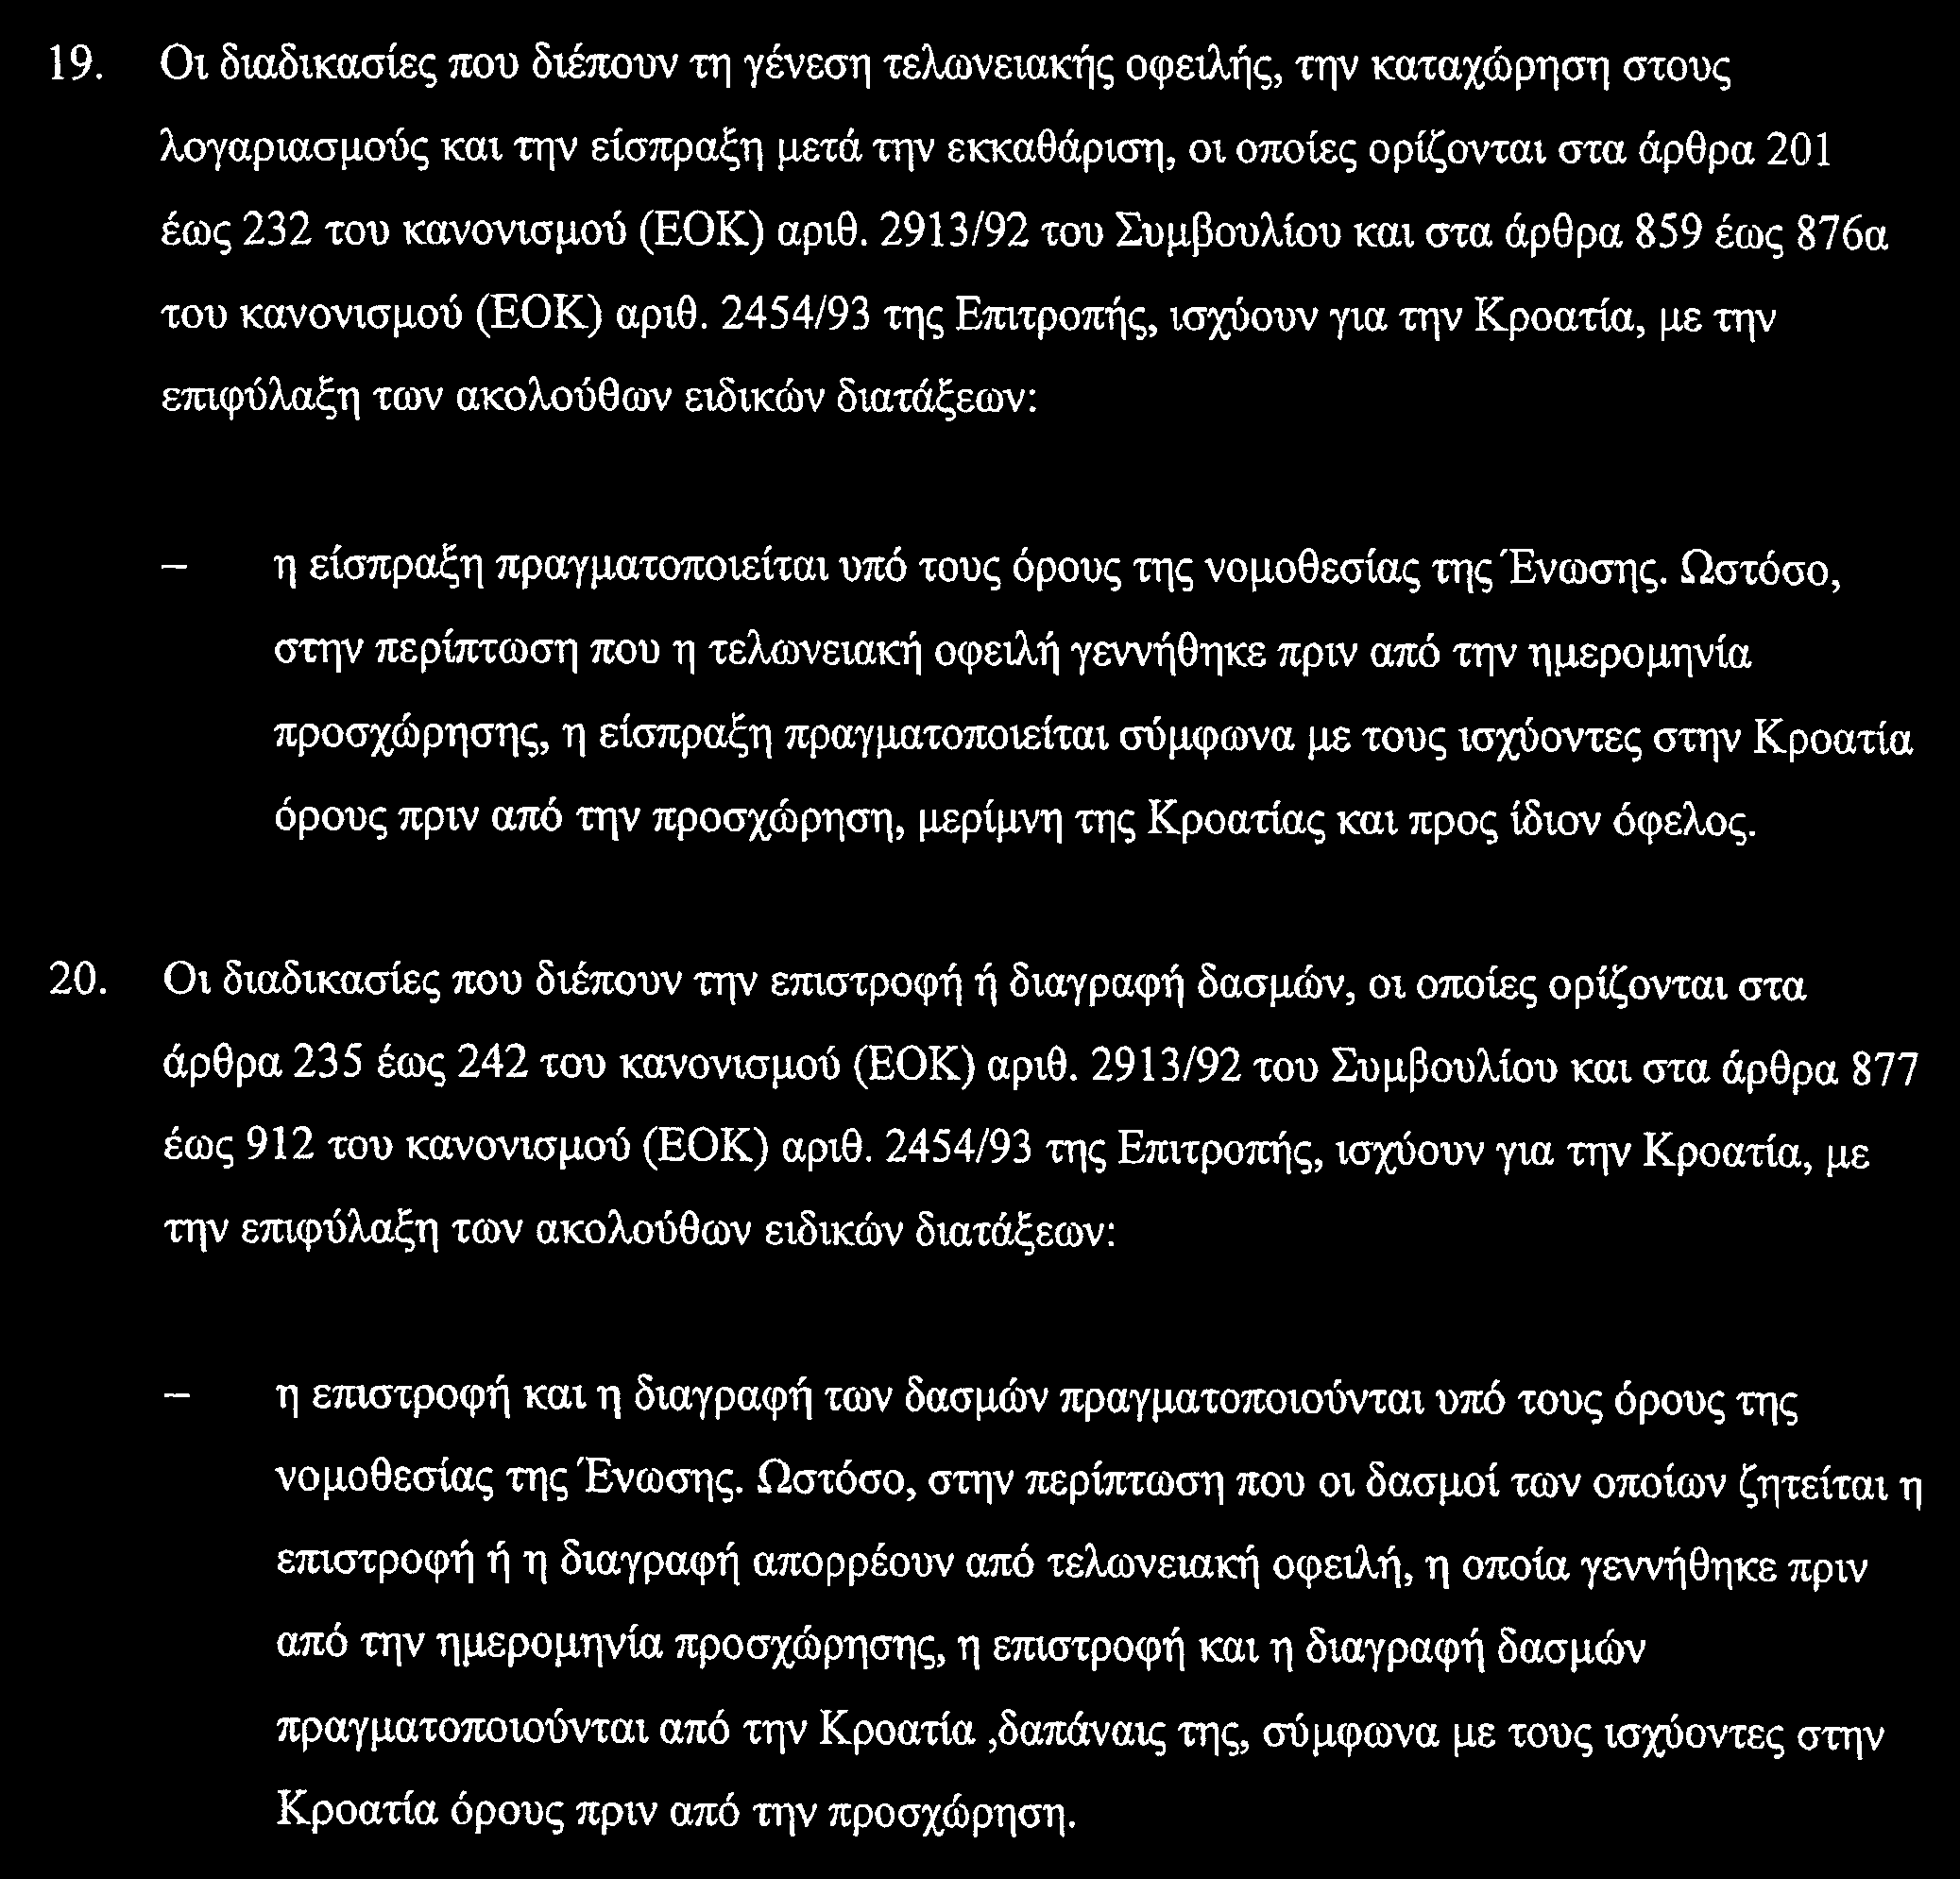 19. Οι διαδικασίες που διέπουν τη γένεση τελωνειακής οφειλής, την καταχώρηση στους
λογαριασμούς και την είσπραξη μετά την εκκαθάριση, οι οποίες ορίζονται στα άρθρα 201
έως 232 του κανονισμού (ΕΟΚ) αριθ. 2913/92 του Συμβουλίου και στα άρθρα 859 έως 876α
του κανονισμού (ΕΟΚ) αριθ. 2454/93 της Επιτροπής, ισχύουν για την Κροατία, με την
επιφύλαξη των ακολούθων ειδικών διατάξεων:
– η είσπραξη πραγματοποιείται υπό τους όρους της νομοθεσίας της Ένωσης. Ωστόσο,
στην περίπτωση που η τελωνειακή οφειλή γεννήθηκε πριν από την ημερομηνία
προσχώρησης, η είσπραξη πραγματοποιείται σύμφωνα με τους ισχύοντες στην Κροατία
όρους πριν από την προσχώρηση, μερίμνη της Κροατίας και προς ίδιον όφελος.
20. Οι διαδικασίες που διέπουν την επιστροφή ή διαγραφή δασμών, οι οποίες ορίζονται στα
άρθρα 235 έως 242 του κανονισμού (ΕΟΚ) αριθ. 2913/92 του Συμβουλίου και στα άρθρα 877
έως 912 του κανονισμού (ΕΟΚ) αριθ. 2454/93 της Επιτροπής, ισχύουν για την Κροατία, με
την επιφύλαξη των ακολούθων ειδικών διατάξεων:
– η επιστροφή και η διαγραφή των δασμών πραγματοποιούνται υπό τους όρους της
νομοθεσίας της Ένωσης. Ωστόσο, στην περίπτωση που οι δασμοί των οποίων ζητείται η
επιστροφή ή η διαγραφή απορρέουν από τελωνειακή οφειλή, η οποία γεννήθηκε πριν
από την ημερομηνία προσχώρησης, η επιστροφή και η διαγραφή δασμών
πραγματοποιούνται από την Κροατία ,δαπάναις της, σύμφωνα με τους ισχύοντες στην
Κροατία όρους πριν από την προσχώρηση.